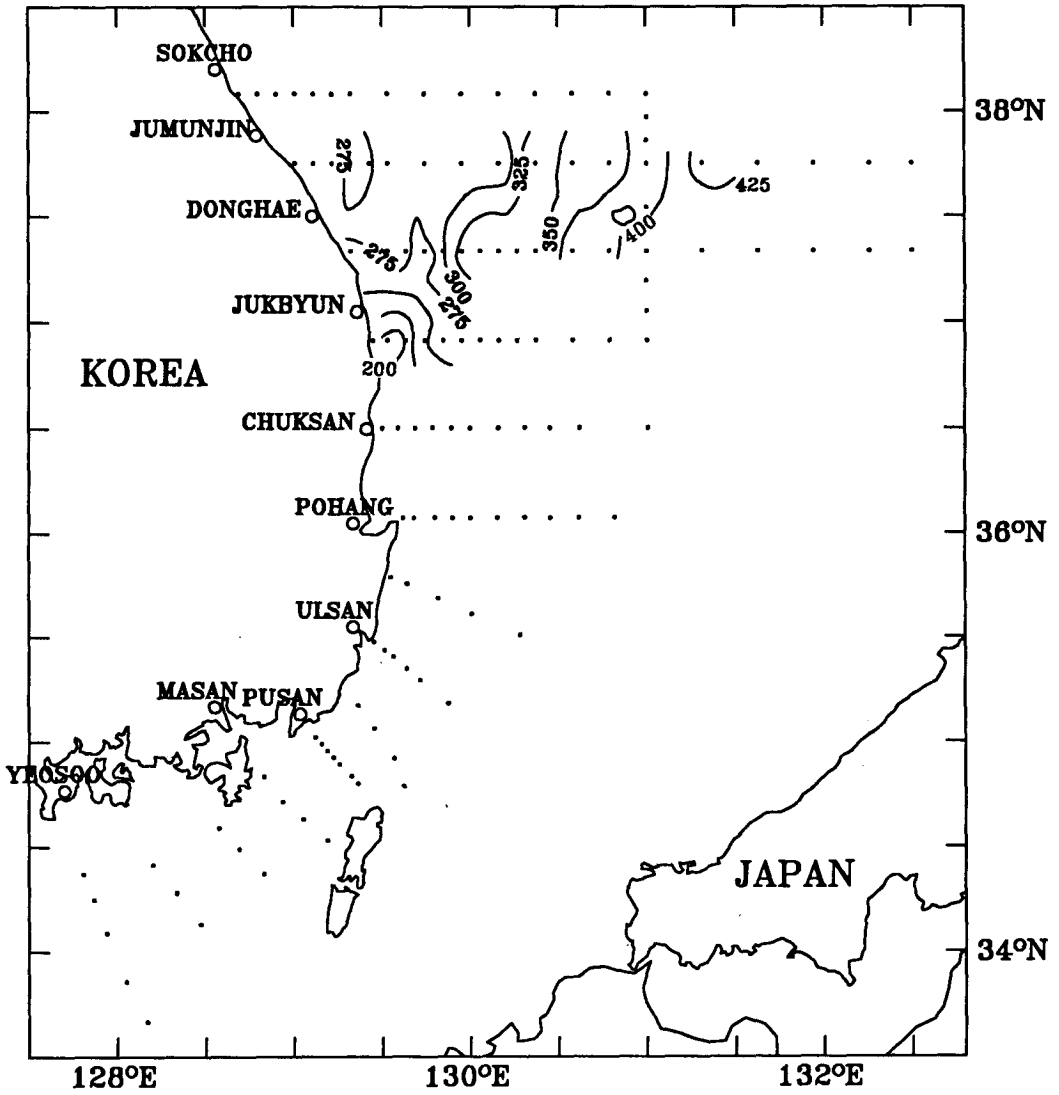 SOKCHO
38°N
JUMUNJIN
275
325
425
DONGHAE
350
400
275
300
275
JUKBYUN
200
KOREA
CHUKSAN
POHANG
36°N
ULSAN
MASAN
PUSAN
YEOSOO
JAPAN
34°N
128°E
130°E
132°E